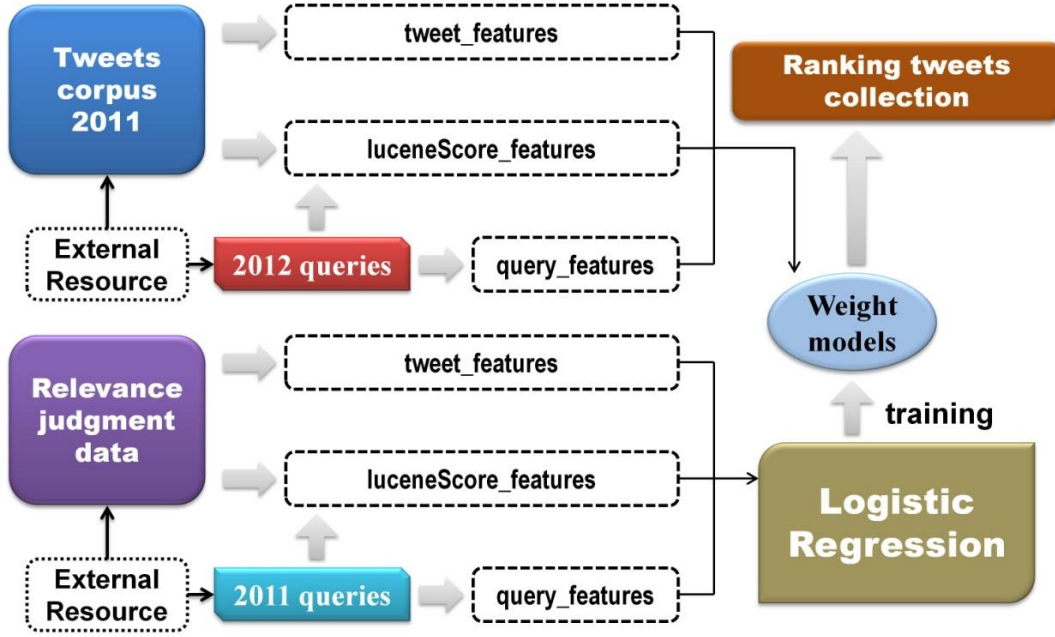 Tweets
corpus
2011
tweet_features
luceneScore_features
External
Resource
2012 queries
query_features
Ranking tweets
collection
Weight
models
Relevance
judgment
data
tweet_features
luceneScore_features
External
Resource
2011 queries
query_features
training
Logistic
Regression